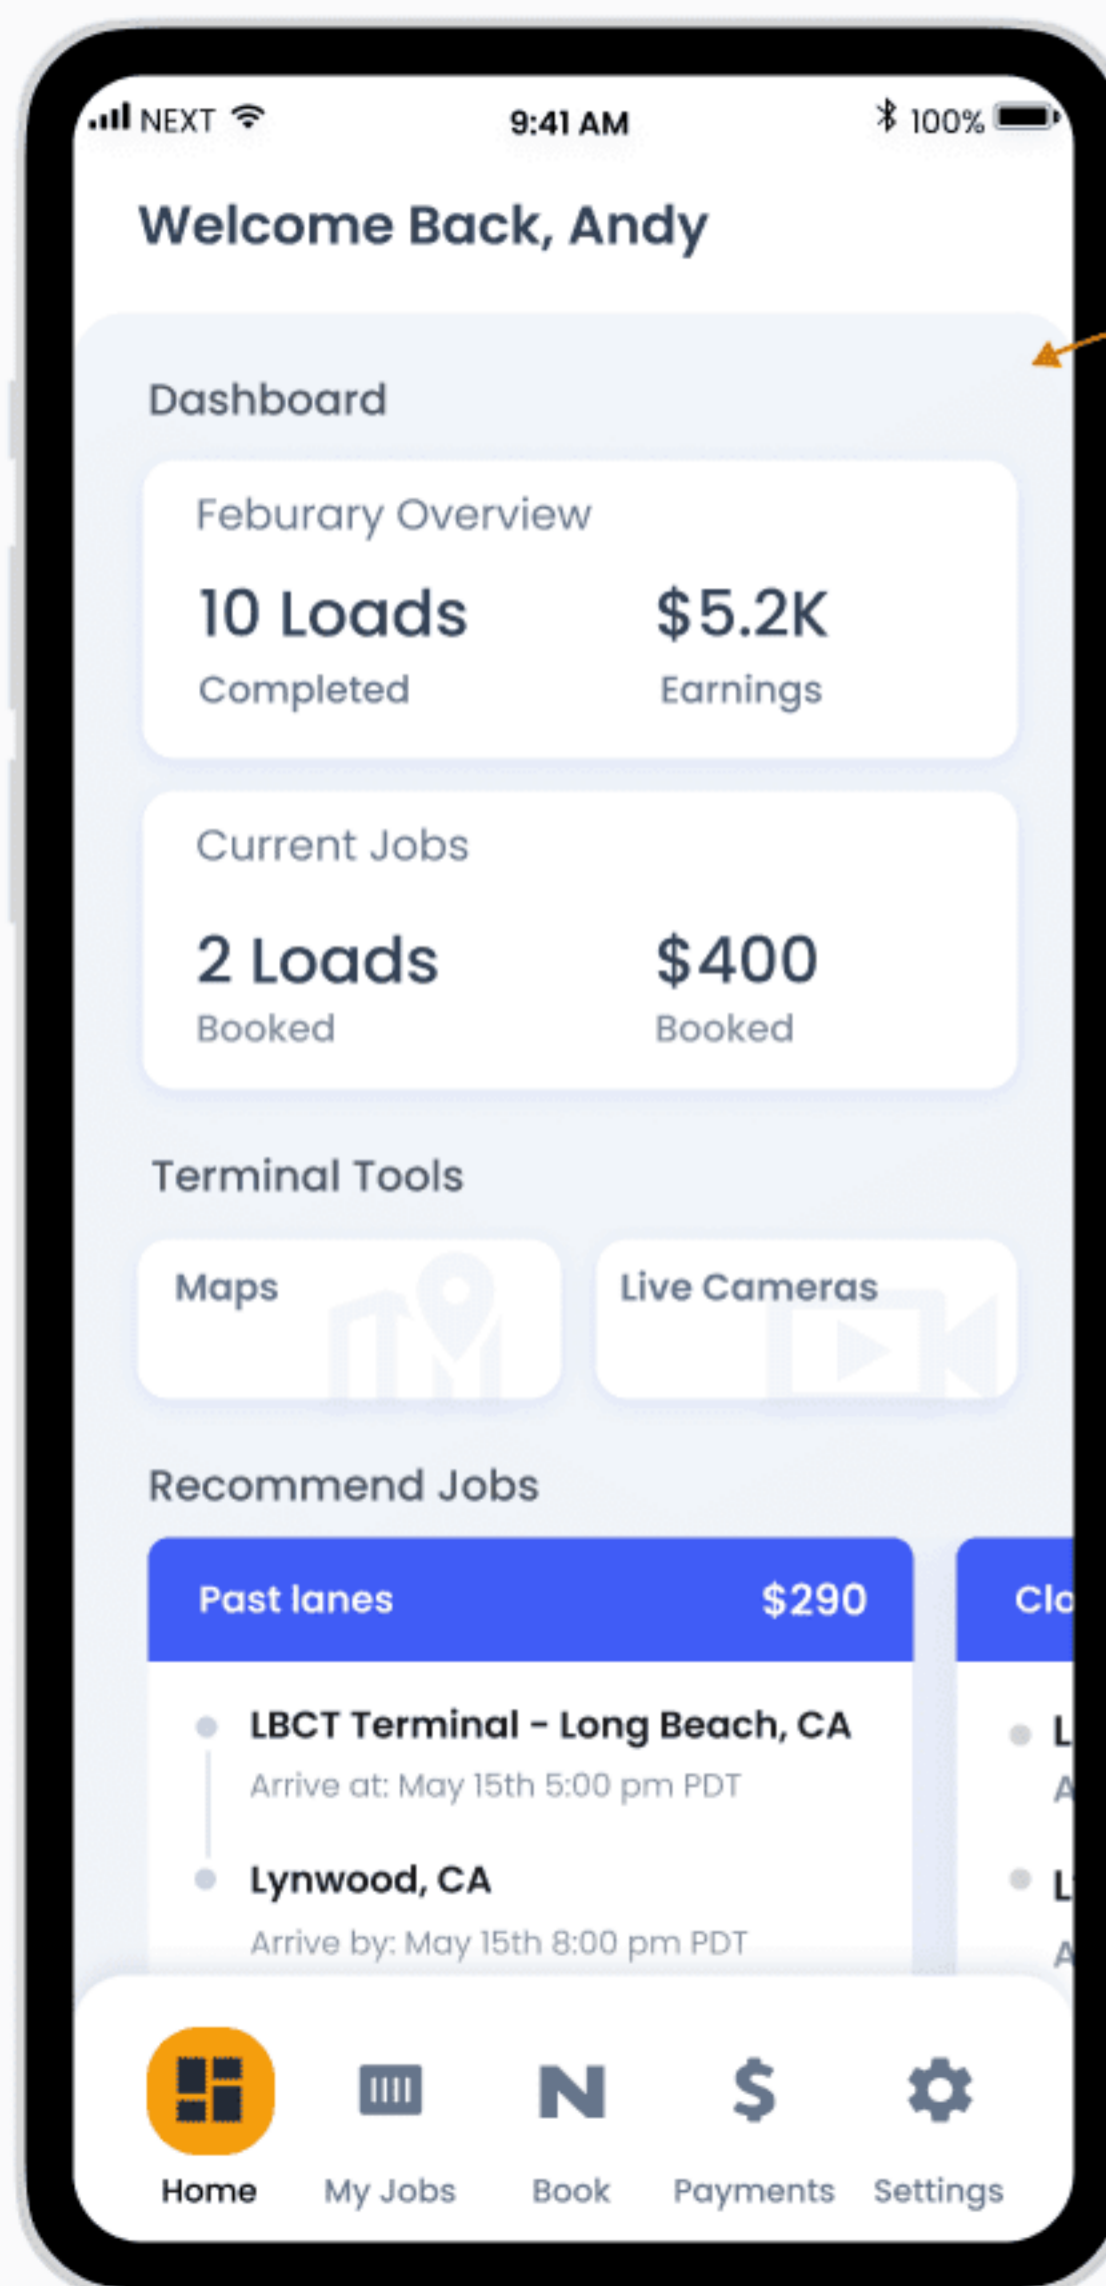 NEXT 9:41 AM 100%
Welcome Back, Andy
Dashboard
Feburary Overview
10 Loads $5.2K
Completed Earnings
Current Jobs
2 Loads $400
Booked Booked
Terminal Tools
Maps Live Cameras
Recommend Jobs
Past lanes $290 Clo
LBCT Terminal - Long Beach, CA L
Arrive at: May 15th 5:00 pm PDT A
Lynwood, CA L
Arrive by: May 15th 8:00 pm PDT A
N
$
Home My Jobs Book Payments Settings